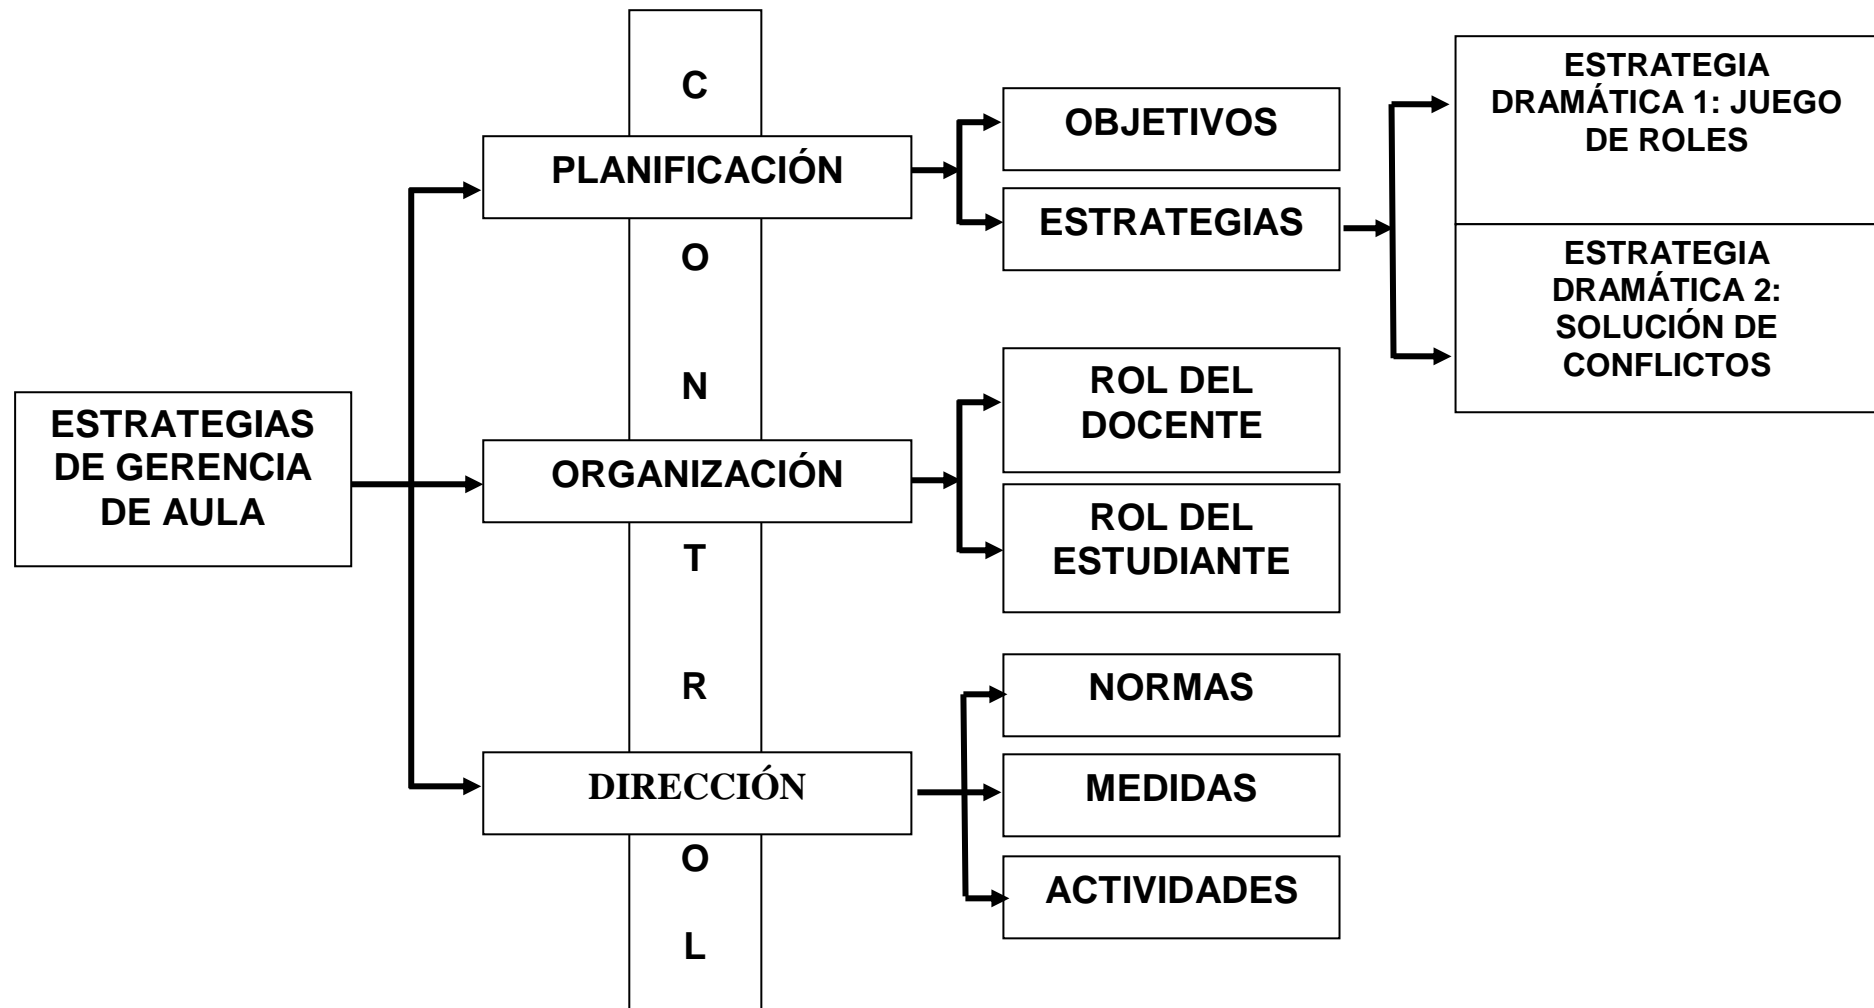 ESTRATEGIAS
DE GERENCIA
DE AULA
C
O
N
T
R
O
L
PLANIFICACIÓN
ORGANIZACIÓN
DIRECCIÓN
OBJETIVOS
ESTRATEGIAS
ROL DEL
DOCENTE
ROL DEL
ESTUDIANTE
NORMAS
MEDIDAS
ACTIVIDADES
ESTRATEGIA
DRAMÁTICA 1: JUEGO
DE ROLES
ESTRATEGIA
DRAMÁTICA 2:
SOLUCIÓN DE
CONFLICTOS